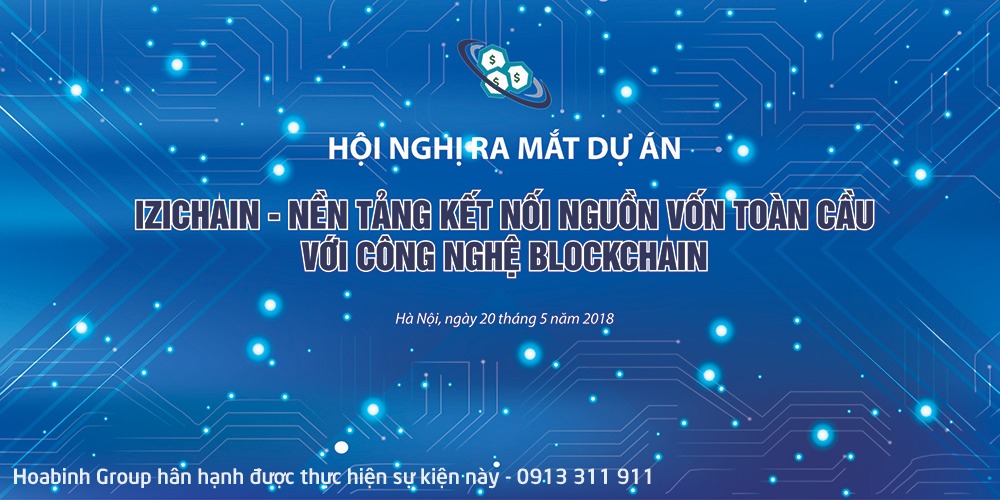 $
$
$
HỘI NGHỊ RA MẮT DỰ ÁN
IZICHAIN - NỀN TẢNG KẾT NỐI NGUỒN VỐN TOÀN CẦU
VỚI CÔNG NGHỆ BLOCKCHAIN
Hà Nội, ngày 20 tháng 5 năm 2018
Hoabinh Group hân hạnh được thực hiện sự kiện này - 0913 311 911